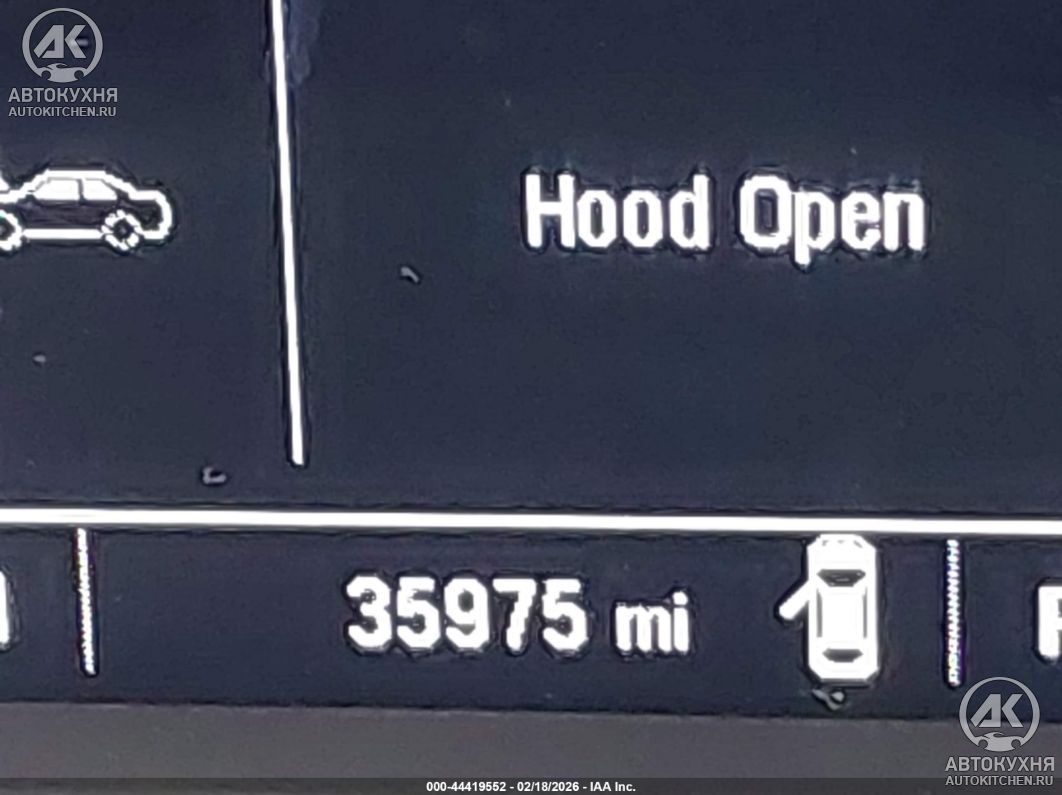 AK
АВТОКУХНЯ
AUTOKITCHEN.RU
Hood Open
35975 mi
AK
АВТОКУХНЯ
AUTOKITCHEN.RU
000-44419552 - 02/18/2026 - IAA Inc.